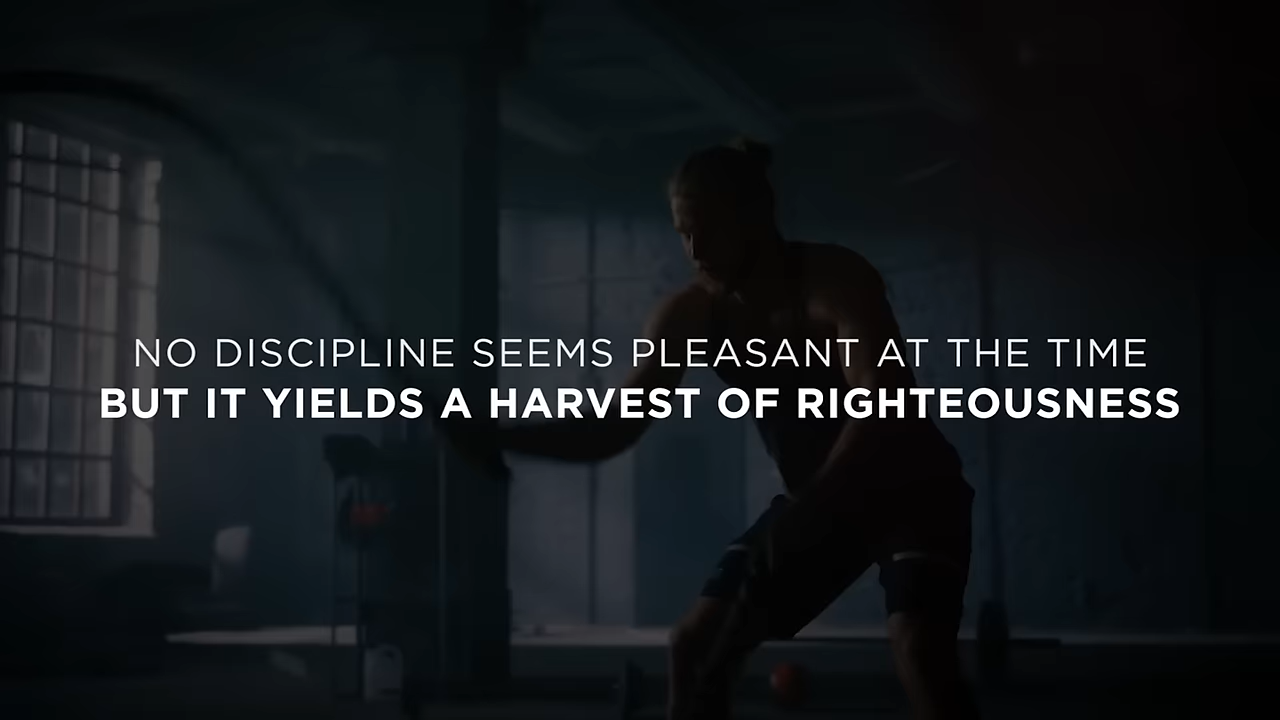 NO DISCIPLINE SEEMS PLEASANT AT THE TIME
BUT IT YIELDS A HARVEST OF RIGHTEOUSNESS